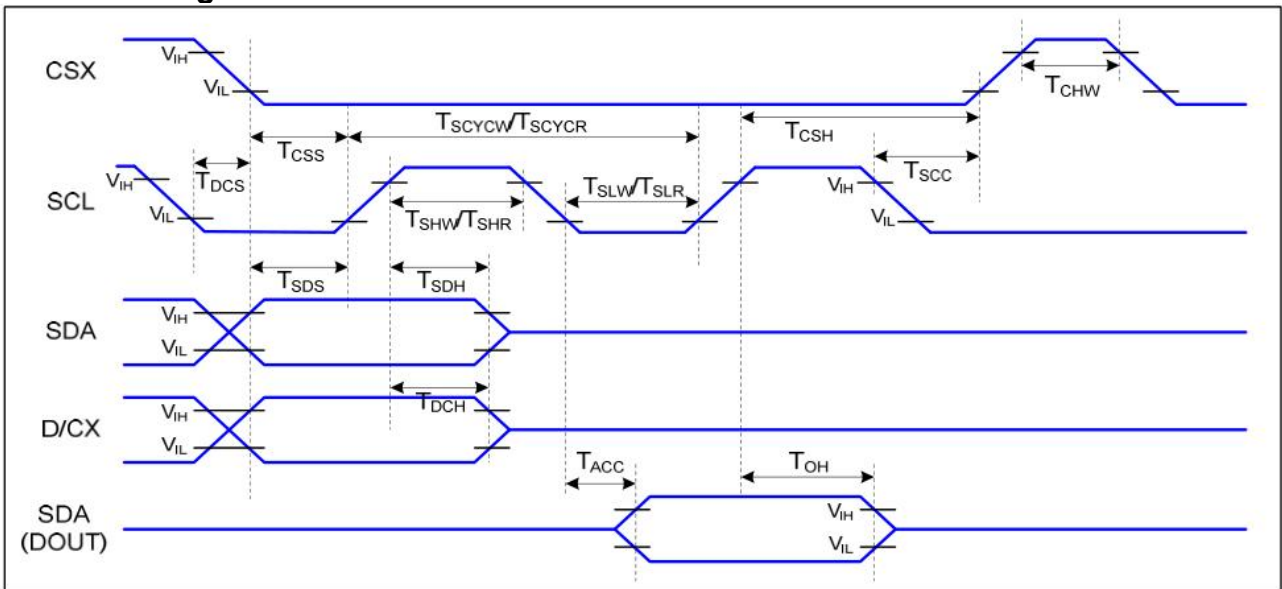 CSX
VIH
VIL
TCHW
TSCYCW/TSCYCR
TCSH
TCSS
TDCS
TSCC
SCL
VIH
VIL
TSLW/TSLR
VIH
VIL
TSHW/TSHR
TSDS
TSDH
SDA
VIH
VIL
TDCH
D/CX
VIH
VIL
TACC
TOH
SDA
(DOUT)
VIH
VIL